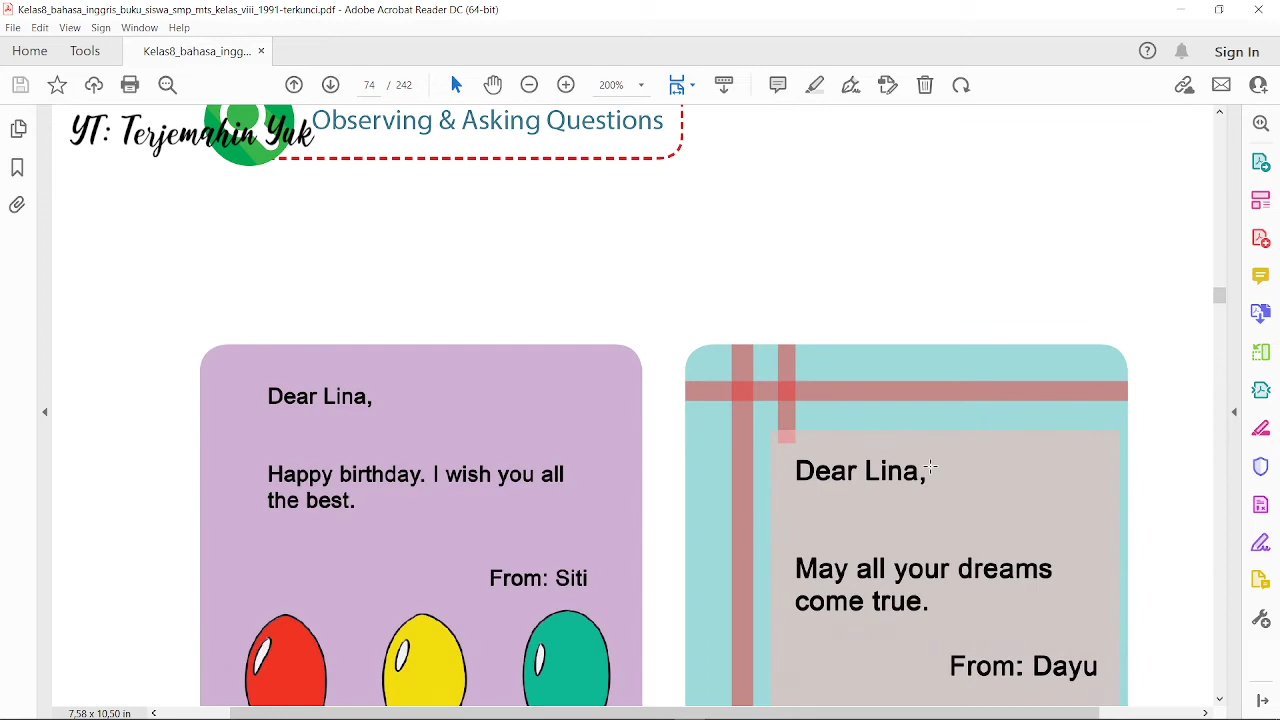 Kelas8_bahasa_inggris_buku_siswa_smp_mts_kelas_viii_1991-terkunci.pdf - Adobe Acrobat Reader DC (64-bit)
File Edit View Sign Window Help
Home Tools Kelas8_bahasa_ingg... × Sign In
74 / 242 200%
YT: Terjemahin Yuk
Observing & Asking Questions
Dear Lina,
Happy birthday. I wish you all
the best.
From: Siti
Dear Lina,
May all your dreams
come true.
From: Dayu
7,58 x 10,50 in